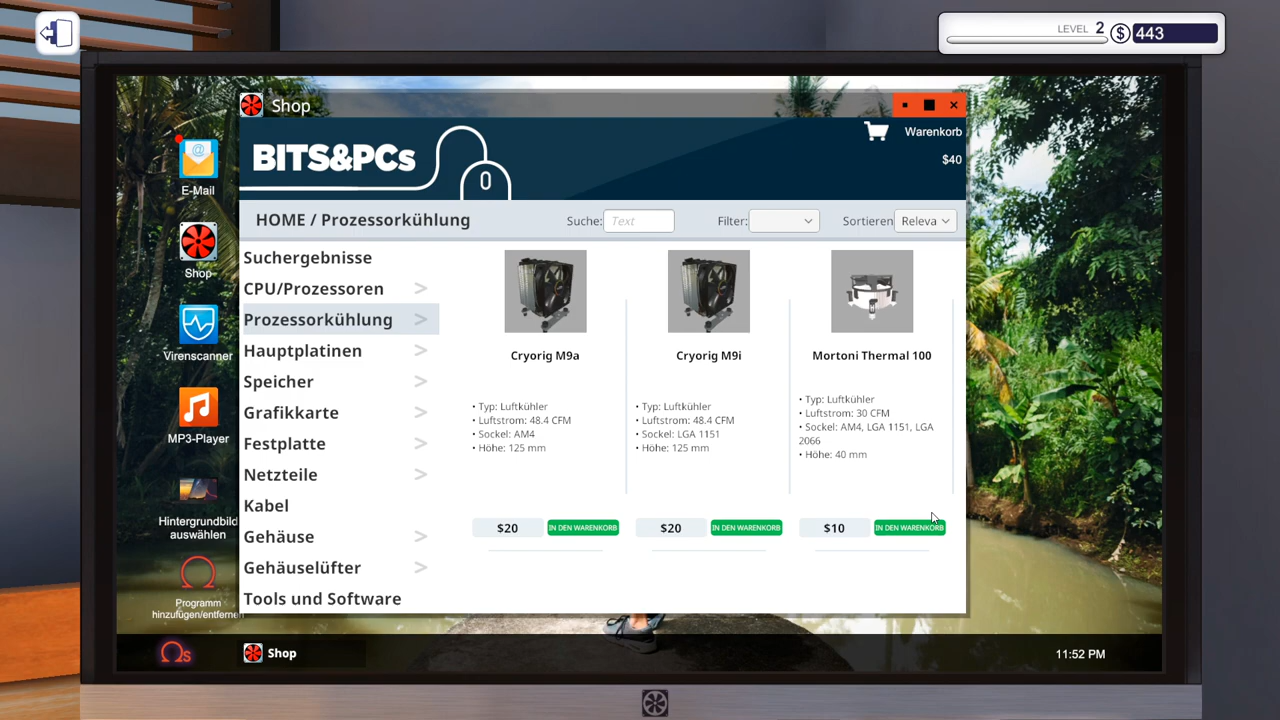 LEVEL 2
$ 443
Shop
BITS&PCs
Warenkorb
$40
HOME / Prozessorkühlung
Suche: Text
Filter:
Sortieren Releva
E-Mail
Shop
Virenscanner
MP3-Player
Hintergrundbild
auswählen
Programm
hinzufügen/entfernen
Suchergebnisse
CPU/Prozessoren >
Prozessorkühlung >
Hauptplatinen >
Speicher >
Grafikkarte >
Festplatte >
Netzteile >
Kabel
Gehäuse >
Gehäuselüfter >
Tools und Software
Cryorig M9a
• Typ: Luftkühler
• Luftstrom: 48.4 CFM
• Sockel: AM4
• Höhe: 125 mm
$20 IN DEN WARENKORB
Cryorig M9i
• Typ: Luftkühler
• Luftstrom: 48.4 CFM
• Sockel: LGA 1151
• Höhe: 125 mm
$20 IN DEN WARENKORB
Mortoni Thermal 100
• Typ: Luftkühler
• Luftstrom: 30 CFM
• Sockel: AM4, LGA 1151, LGA
2066
• Höhe: 40 mm
$10 IN DEN WARENKORB
Ωs
Shop
11:52 PM